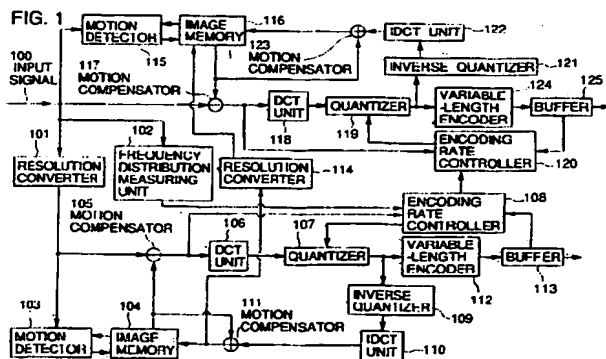 FIG. 1
100
INPUT
SIGNAL
MOTION
DETECTOR
115
IMAGE
MEMORY
116
123
MOTION
COMPENSATOR
IDCT UNIT
122
INVERSE QUANTIZER
121
117 MOTION
COMPENSATOR
DCT
UNIT
118
QUANTIZER
119
124
VARIABLE
-LENGTH
ENCODER
125
BUFFER
ENCODING
RATE
CONTROLLER
120
101
RESOLUTION
CONVERTER
102
FREQUENCY
DISTRIBUTION
MEASURING
UNIT
RESOLUTION
CONVERTER
114
105
MOTION
COMPENSATOR
106
DCT
UNIT
107
QUANTIZER
ENCODING
RATE
CONTROLLER
108
VARIABLE
-LENGTH
ENCODER
112
BUFFER
113
INVERSE
QUANTIZER
109
103
MOTION
DETECTOR
104
IMAGE
MEMORY
111
MOTION
COMPENSATOR
IDCT
UNIT
110